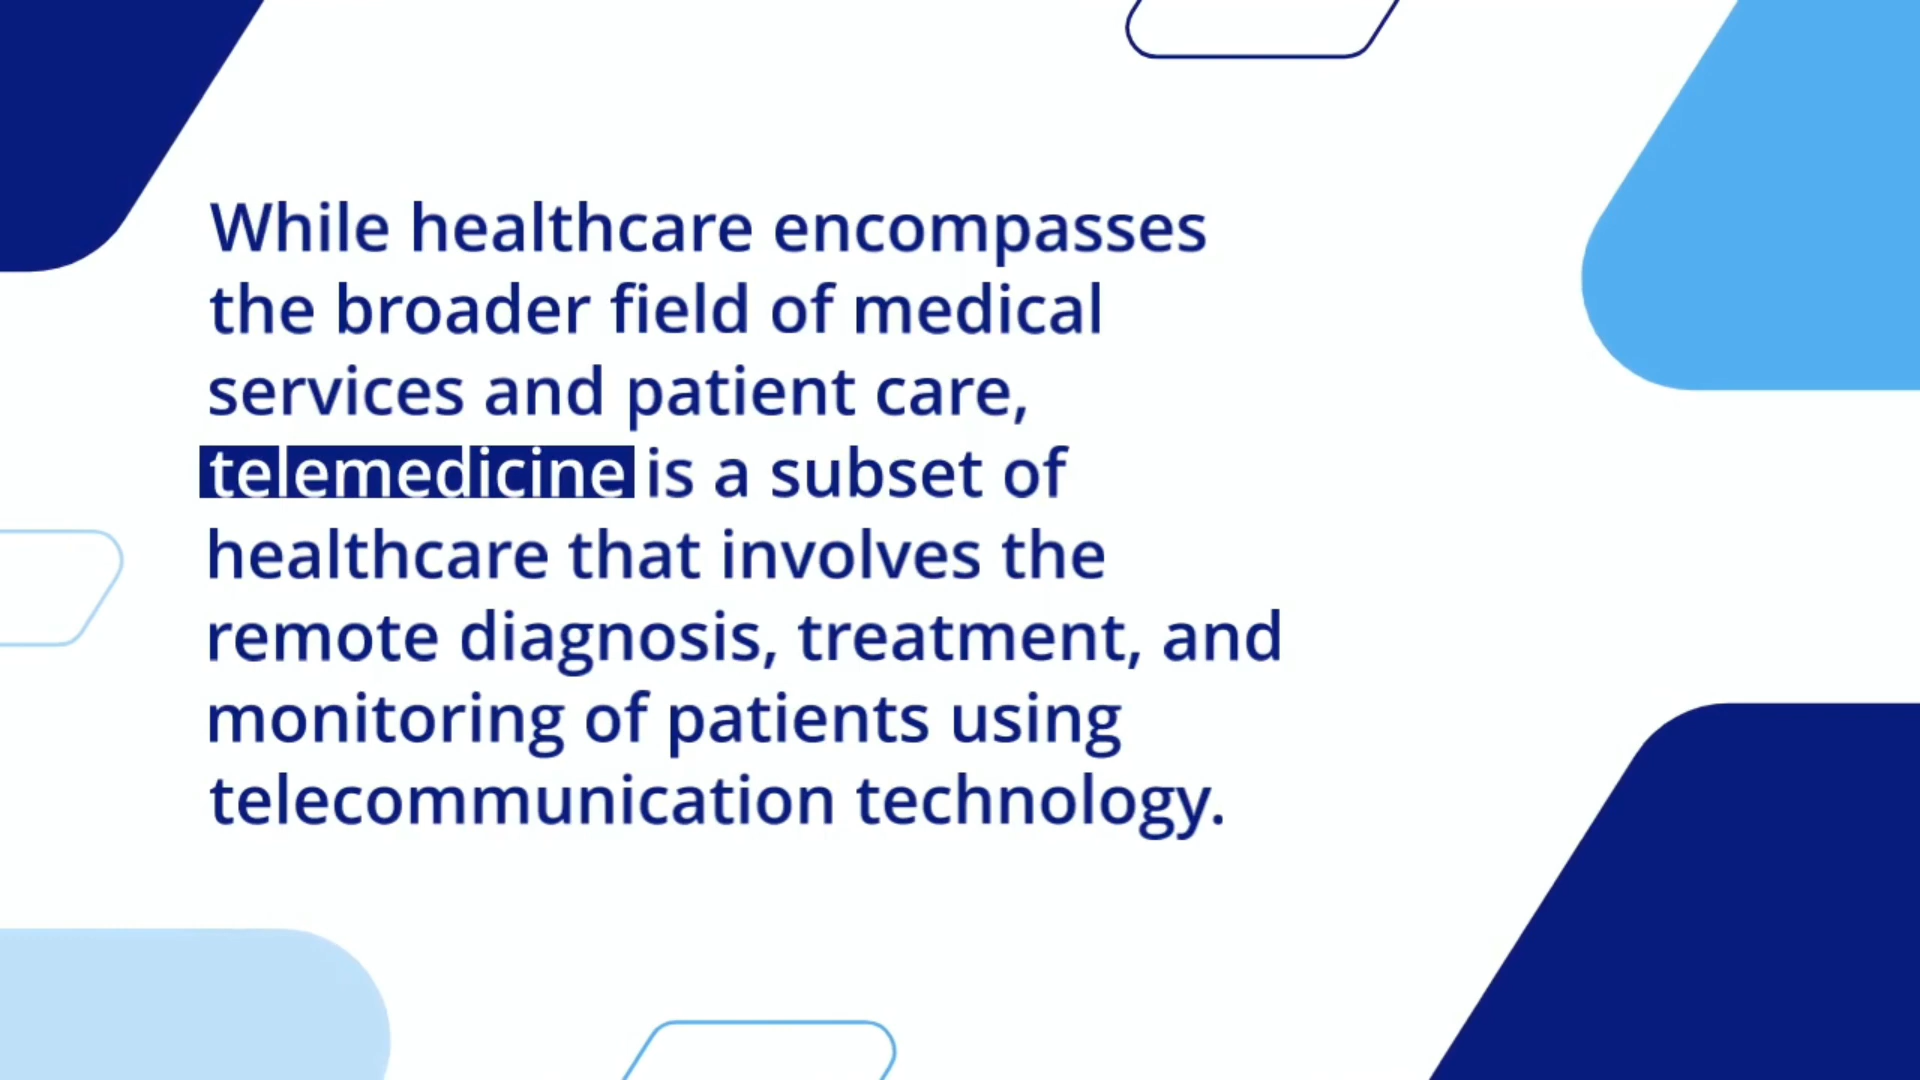 While healthcare encompasses
the broader field of medical
services and patient care,
telemedicine is a subset of
healthcare that involves the
remote diagnosis, treatment, and
monitoring of patients using
telecommunication technology.